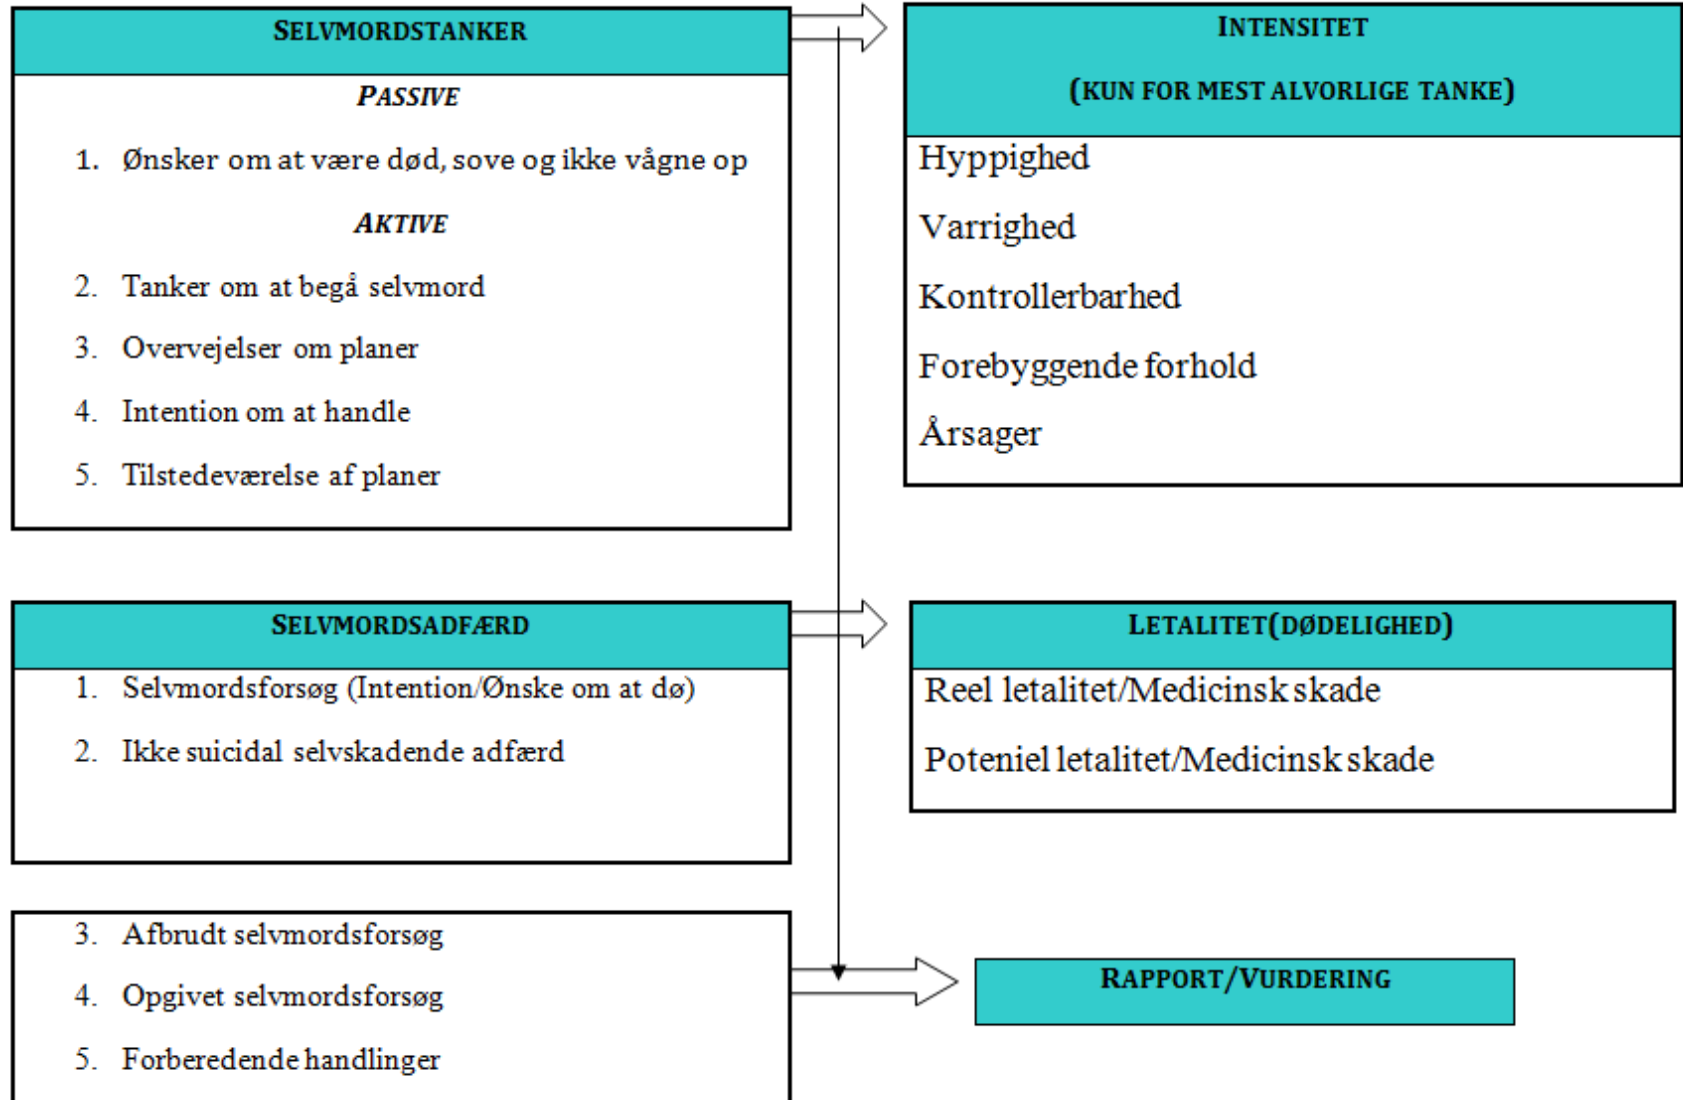 SELVMORDSTANKER
PASSIVE
1. Ønsker om at være død, sove og ikke vågne op
AKTIVE
2. Tanker om at begå selvmord
3. Overvejelser om planer
4. Intention om at handle
5. Tilstedeværelse af planer
INTENSITET
(KUN FOR MEST ALVORLIGE TANKE)
Hyppighed
Varrighed
Kontrollerbarhed
Forebyggende forhold
Årsager
SELVMORDSADFÆRD
1. Selvmordsforsøg (Intention/Ønske om at dø)
2. Ikke suicidal selvskadende adfærd
LETALITET(DØDELIGHED)
Reel letalitet/Medicinsk skade
Poteniel letalitet/Medicinsk skade
3. Afbrudt selvmordsforsøg
4. Opgivet selvmordsforsøg
5. Forberedende handlinger
RAPPORT/VURDERING